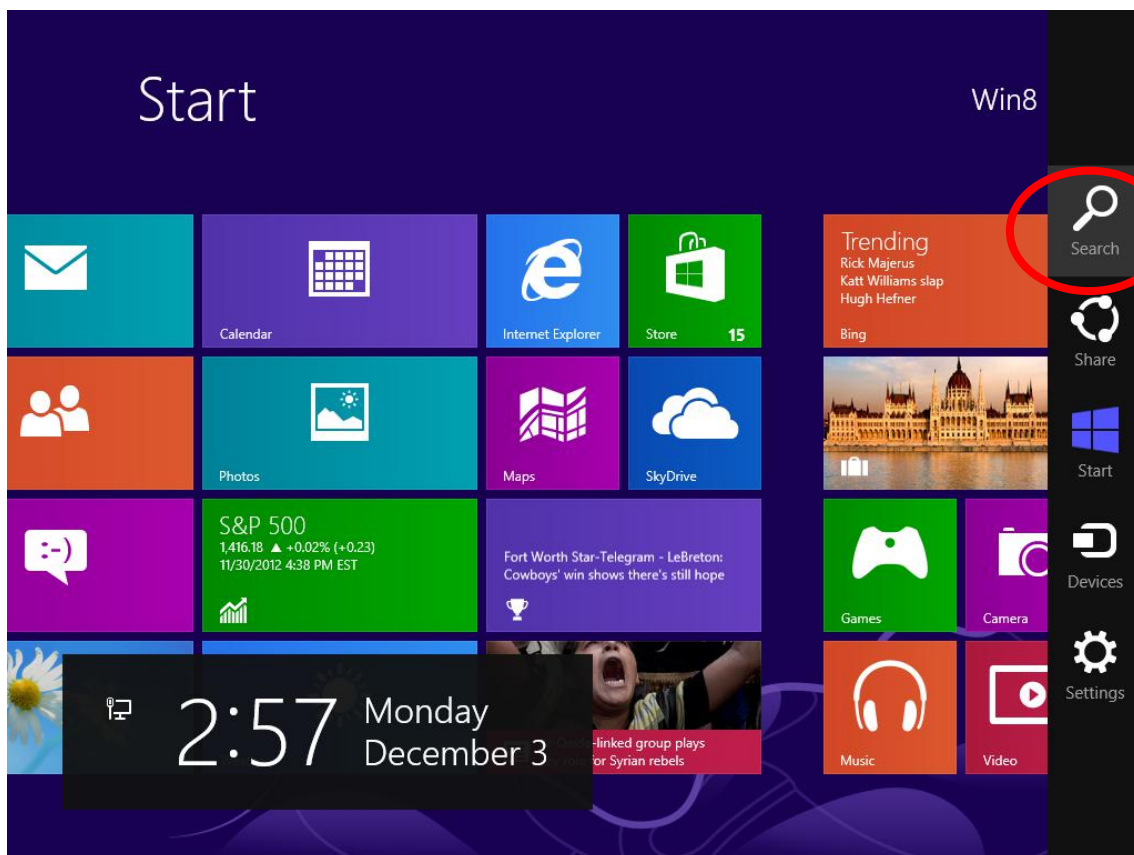 Start
Win8
Search
Share
Start
Devices
Settings
Calendar
Internet Explorer
Store
15
Trending
Rick Majerus
Katt Williams slap
Hugh Hefner
Bing
Photos
Maps
SkyDrive
S&P 500
1,416.18 ▲ +0.02% (+0.23)
11/30/2012 4:38 PM EST
Fort Worth Star-Telegram - LeBreton:
Cowboys' win shows there's still hope
Games
Camera
2:57
Monday
December 3
-linked group plays
for Syrian rebels
Music
Video